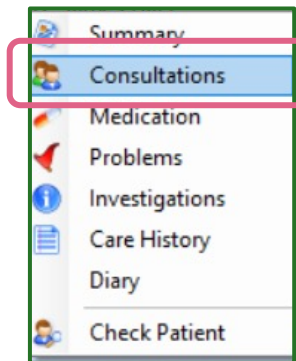 Summary
Consultations
Medication
Problems
Investigations
Care History
Diary
Check Patient